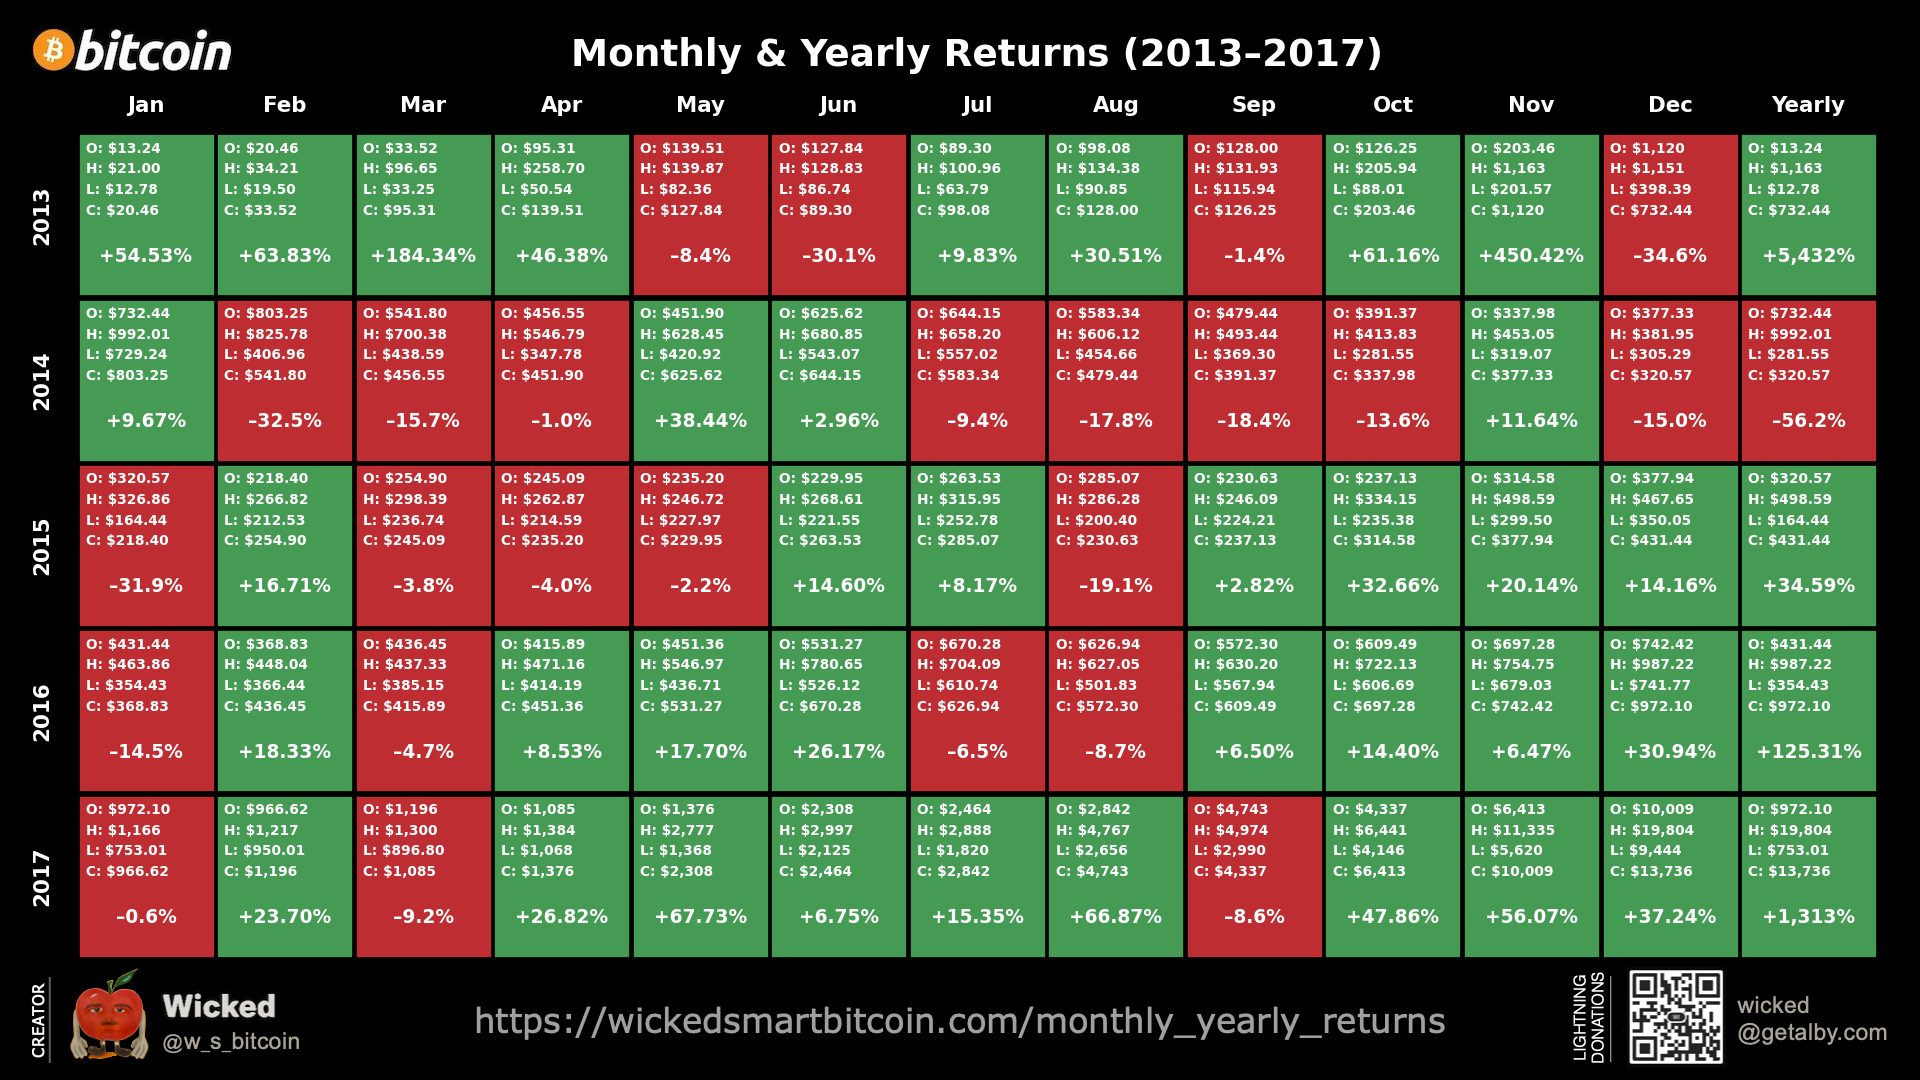 bitcoin
Monthly & Yearly Returns (2013–2017)
Jan Feb Mar Apr May Jun Jul Aug Sep Oct Nov Dec Yearly
2013
O: $13.24 O: $20.46 O: $33.52 O: $95.31 O: $139.51 O: $127.84 O: $89.30 O: $98.08 O: $128.00 O: $126.25 O: $203.46 O: $1,120 O: $13.24
H: $21.00 H: $34.21 H: $96.65 H: $258.70 H: $139.87 H: $128.83 H: $100.96 H: $134.38 H: $131.93 H: $205.94 H: $1,163 H: $1,151 H: $1,163
L: $12.78 L: $19.50 L: $33.25 L: $50.54 L: $82.36 L: $86.74 L: $63.79 L: $90.85 L: $115.94 L: $88.01 L: $201.57 L: $398.39 L: $12.78
C: $20.46 C: $33.52 C: $95.31 C: $139.51 C: $127.84 C: $89.30 C: $98.08 C: $128.00 C: $126.25 C: $203.46 C: $1,120 C: $732.44 C: $732.44
+54.53% +63.83% +184.34% +46.38% –8.4% –30.1% +9.83% +30.51% –1.4% +61.16% +450.42% –34.6% +5,432%
2014
O: $732.44 O: $803.25 O: $541.80 O: $456.55 O: $451.90 O: $625.62 O: $644.15 O: $583.34 O: $479.44 O: $391.37 O: $337.98 O: $377.33 O: $732.44
H: $992.01 H: $825.78 H: $700.38 H: $546.79 H: $628.45 H: $680.85 H: $658.20 H: $606.12 H: $493.44 H: $413.83 H: $453.05 H: $381.95 H: $992.01
L: $729.24 L: $406.96 L: $438.59 L: $347.78 L: $420.92 L: $543.07 L: $557.02 L: $454.66 L: $369.30 L: $281.55 L: $319.07 L: $305.29 L: $281.55
C: $803.25 C: $541.80 C: $456.55 C: $451.90 C: $625.62 C: $644.15 C: $583.34 C: $479.44 C: $391.37 C: $337.98 C: $377.33 C: $320.57 C: $320.57
+9.67% –32.5% –15.7% –1.0% +38.44% +2.96% –9.4% –17.8% –18.4% –13.6% +11.64% –15.0% –56.2%
2015
O: $320.57 O: $218.40 O: $254.90 O: $245.09 O: $235.20 O: $229.95 O: $263.53 O: $285.07 O: $230.63 O: $237.13 O: $314.58 O: $377.94 O: $320.57
H: $326.86 H: $266.82 H: $298.39 H: $262.87 H: $246.72 H: $268.61 H: $315.95 H: $286.28 H: $246.09 H: $334.15 H: $498.59 H: $467.65 H: $498.59
L: $164.44 L: $212.53 L: $236.74 L: $214.59 L: $227.97 L: $221.55 L: $252.78 L: $200.40 L: $224.21 L: $235.38 L: $299.50 L: $350.05 L: $164.44
C: $218.40 C: $254.90 C: $245.09 C: $235.20 C: $229.95 C: $263.53 C: $285.07 C: $230.63 C: $237.13 C: $314.58 C: $377.94 C: $431.44 C: $431.44
–31.9% +16.71% –3.8% –4.0% –2.2% +14.60% +8.17% –19.1% +2.82% +32.66% +20.14% +14.16% +34.59%
2016
O: $431.44 O: $368.83 O: $436.45 O: $415.89 O: $451.36 O: $531.27 O: $670.28 O: $626.94 O: $572.30 O: $609.49 O: $697.28 O: $742.42 O: $431.44
H: $463.86 H: $448.04 H: $437.33 H: $471.16 H: $546.97 H: $780.65 H: $704.09 H: $627.05 H: $630.20 H: $722.13 H: $754.75 H: $987.22 H: $987.22
L: $354.43 L: $366.44 L: $385.15 L: $414.19 L: $436.71 L: $526.12 L: $610.74 L: $501.83 L: $567.94 L: $606.69 L: $679.03 L: $741.77 L: $354.43
C: $368.83 C: $436.45 C: $415.89 C: $451.36 C: $531.27 C: $670.28 C: $626.94 C: $572.30 C: $609.49 C: $697.28 C: $742.42 C: $972.10 C: $972.10
–14.5% +18.33% –4.7% +8.53% +17.70% +26.17% –6.5% –8.7% +6.50% +14.40% +6.47% +30.94% +125.31%
2017
O: $972.10 O: $966.62 O: $1,196 O: $1,085 O: $1,376 O: $2,308 O: $2,464 O: $2,842 O: $4,743 O: $4,337 O: $6,413 O: $10,009 O: $972.10
H: $1,166 H: $1,217 H: $1,300 H: $1,384 H: $2,777 H: $2,997 H: $2,888 H: $4,767 H: $4,974 H: $6,441 H: $11,335 H: $19,804 H: $19,804
L: $753.01 L: $950.01 L: $896.80 L: $1,068 L: $1,368 L: $2,125 L: $1,820 L: $2,656 L: $2,990 L: $4,146 L: $5,620 L: $9,444 L: $753.01
C: $966.62 C: $1,196 C: $1,085 C: $1,376 C: $2,308 C: $2,464 C: $2,842 C: $4,743 C: $4,337 C: $6,413 C: $10,009 C: $13,736 C: $13,736
–0.6% +23.70% –9.2% +26.82% +67.73% +6.75% +15.35% +66.87% –8.6% +47.86% +56.07% +37.24% +1,313%
CREATOR
Wicked
@w_s_bitcoin
https://wickedsmartbitcoin.com/monthly_yearly_returns
LIGHTNING
DONATIONS
wicked
@getalby.com